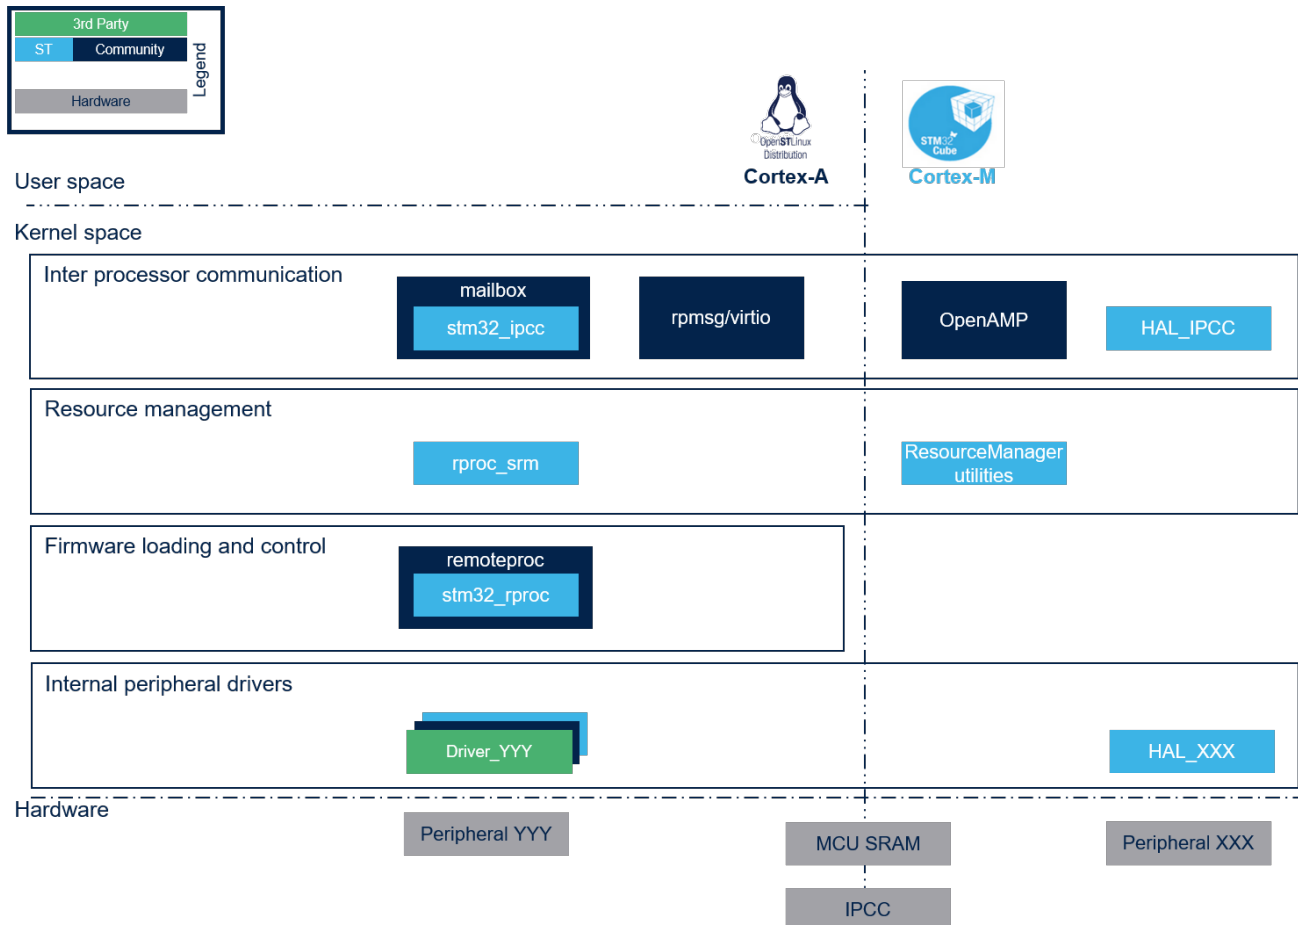 3rd Party
ST
Community
Legend
Hardware
OpenSTLinux
Distribution
Cortex-A
STM32
Cube
Cortex-M
User space
Kernel space
Inter processor communication
mailbox
stm32_ipcc
rpmsg/virtio
OpenAMP
HAL_IPCC
Resource management
rproc_srm
ResourceManager
utilities
Firmware loading and control
remoteproc
stm32_rproc
Internal peripheral drivers
Driver_YYY
HAL_XXX
Hardware
Peripheral YYY
MCU SRAM
Peripheral XXX
IPCC